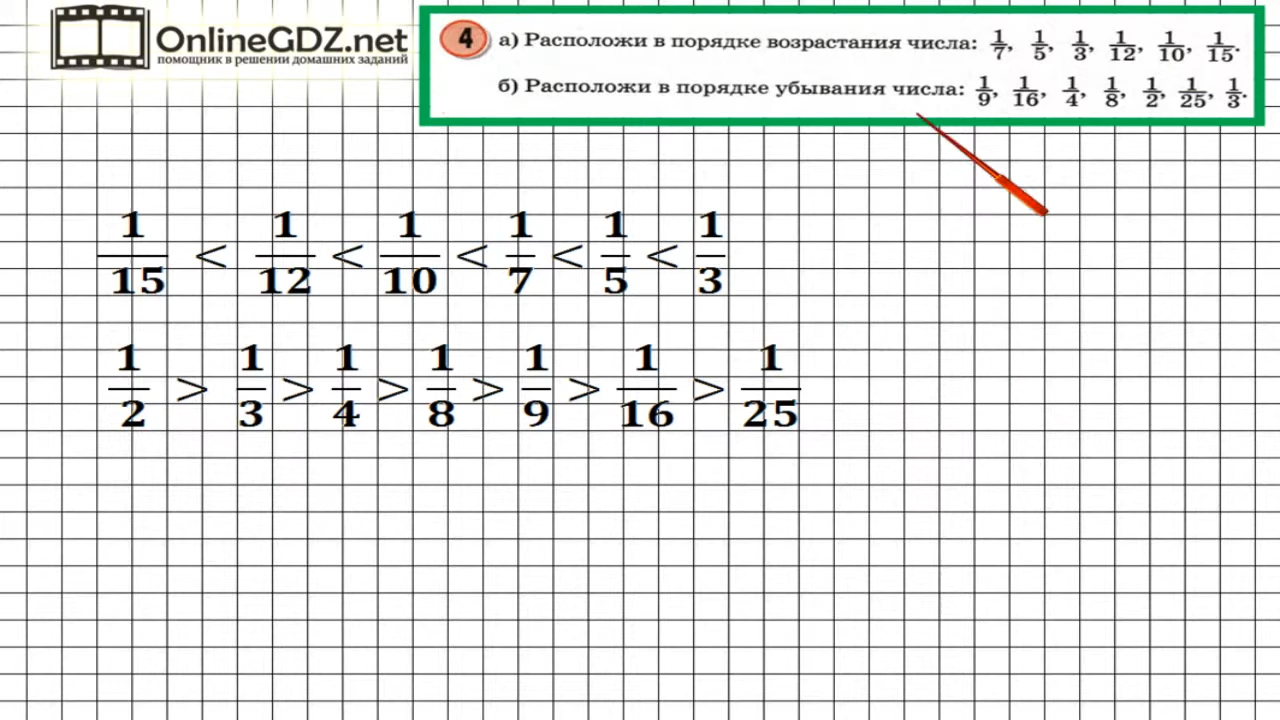 OnlineGDZ.net
помощник в решении домашних заданий
4 а) Расположи в порядке возрастания числа: 1/7, 1/5, 1/3, 1/12, 1/10, 1/15.
б) Расположи в порядке убывания числа: 1/9, 1/16, 1/4, 1/8, 1/2, 1/25, 1/3.
1/15 < 1/12 < 1/10 < 1/7 < 1/5 < 1/3
1/2 > 1/3 > 1/4 > 1/8 > 1/9 > 1/16 > 1/25